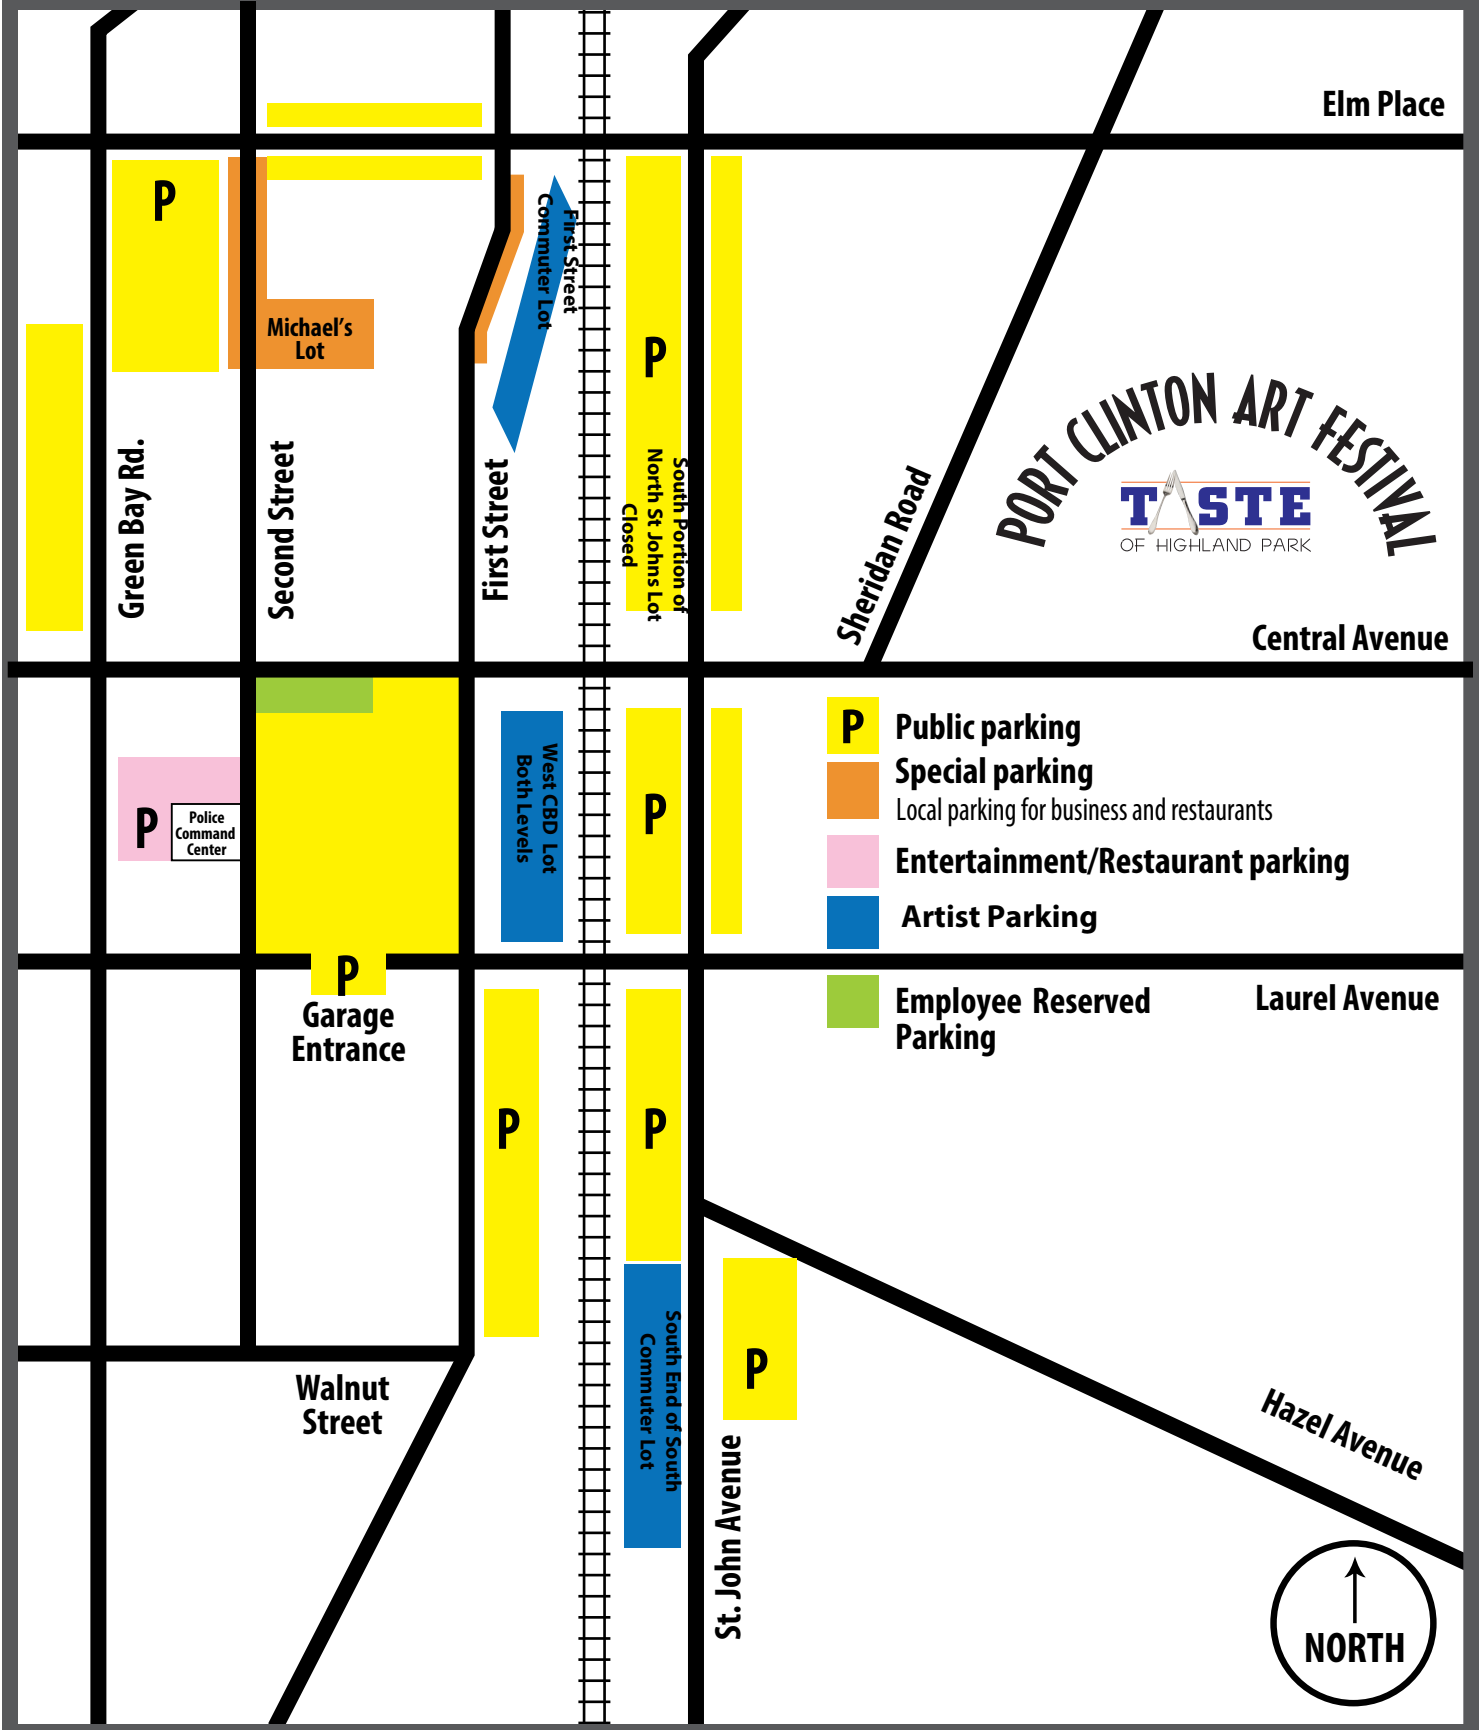 Elm Place
P
First Street
Commuter Lot
Michael's
Lot
P
PORT CLINTON ART FESTIVAL
TASTE
OF HIGHLAND PARK
Green Bay Rd.
Second Street
First Street
South Portion of
North St Johns Lot
Closed
Sheridan Road
Central Avenue
P Public parking
Special parking
Local parking for business and restaurants
Entertainment/Restaurant parking
Artist Parking
Employee Reserved
Parking
West CBD Lot
Both Levels
P
P
Police
Command
Center
P
Garage
Entrance
Laurel Avenue
P
P
South End of South
Commuter Lot
P
Walnut
Street
St. John Avenue
Hazel Avenue
NORTH